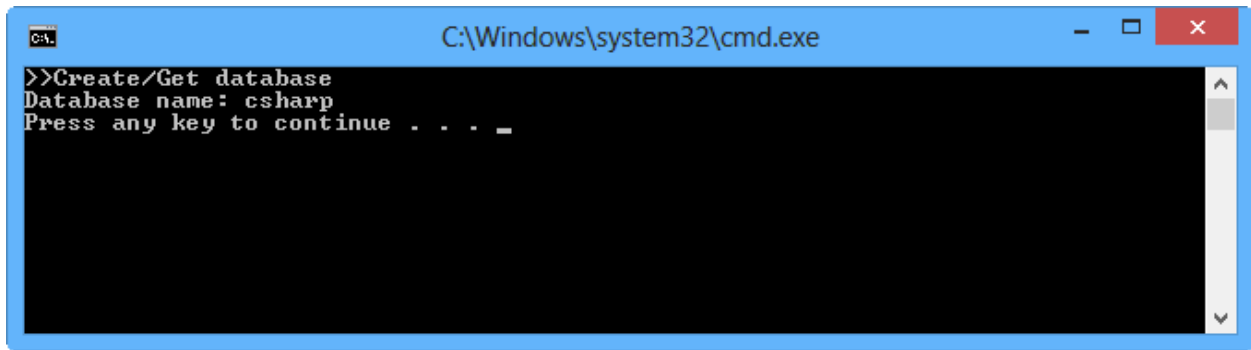 C:\Windows\system32\cmd.exe
>>Create/Get database
Database name: csharp
Press any key to continue . . . _